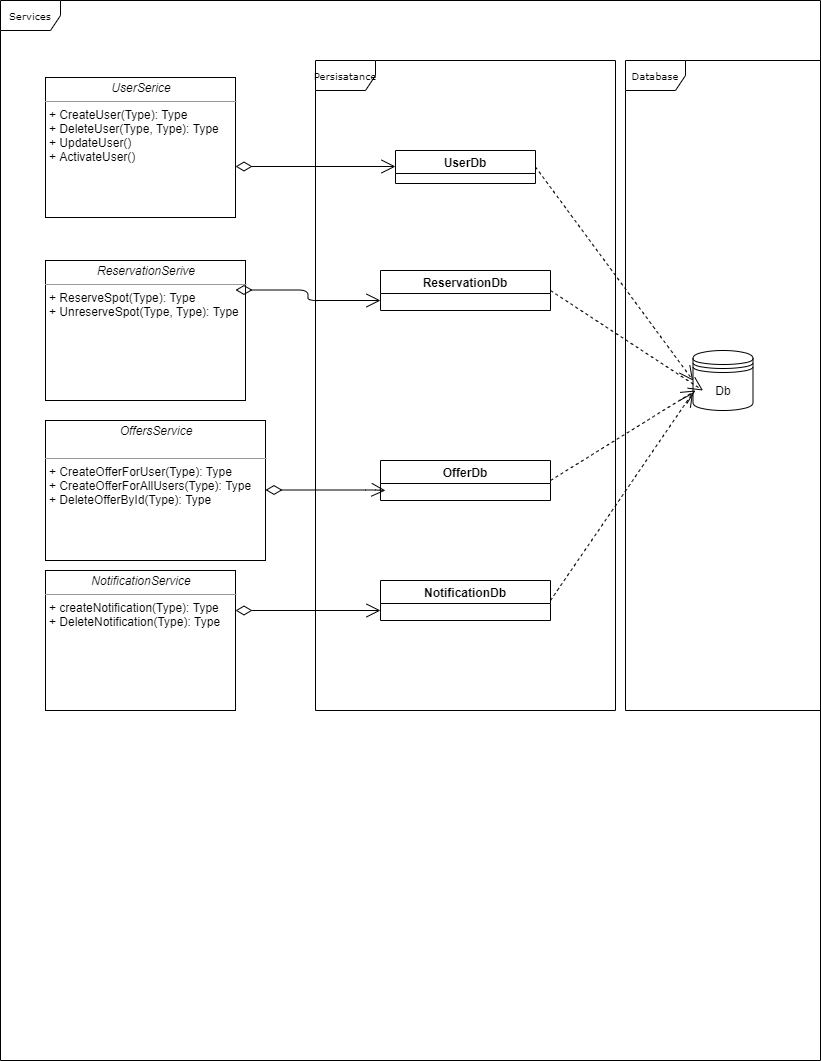 Services
Persisatance
Database
UserSerice
+ CreateUser(Type): Type
+ DeleteUser(Type, Type): Type
+ UpdateUser()
+ ActivateUser()
UserDb
ReservationSerive
+ ReserveSpot(Type): Type
+ UnreserveSpot(Type, Type): Type
ReservationDb
Db
OffersService
+ CreateOfferForUser(Type): Type
+ CreateOfferForAllUsers(Type): Type
+ DeleteOfferById(Type): Type
OfferDb
NotificationService
+ createNotification(Type): Type
+ DeleteNotification(Type): Type
NotificationDb